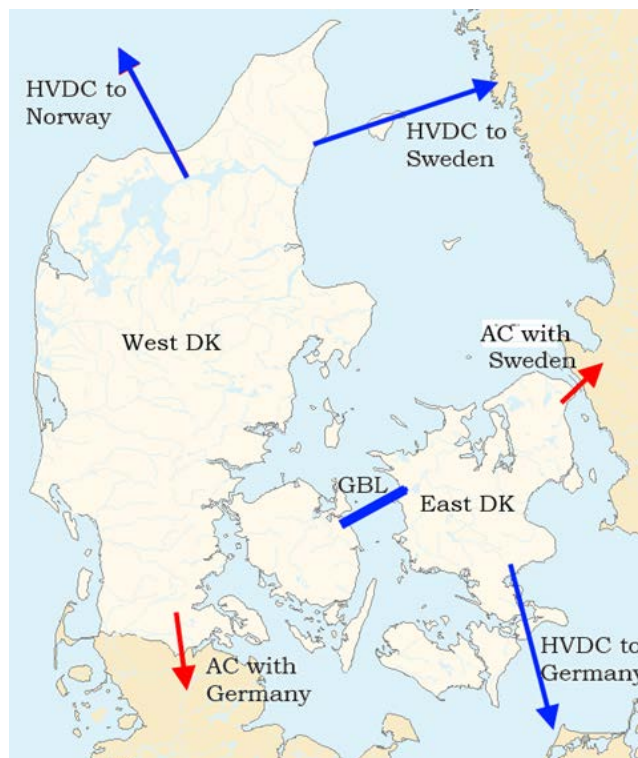 HVDC to
Norway
HVDC to
Sweden
West DK
AC with
Sweden
GBL
East DK
AC with
Germany
HVDC to
Germany